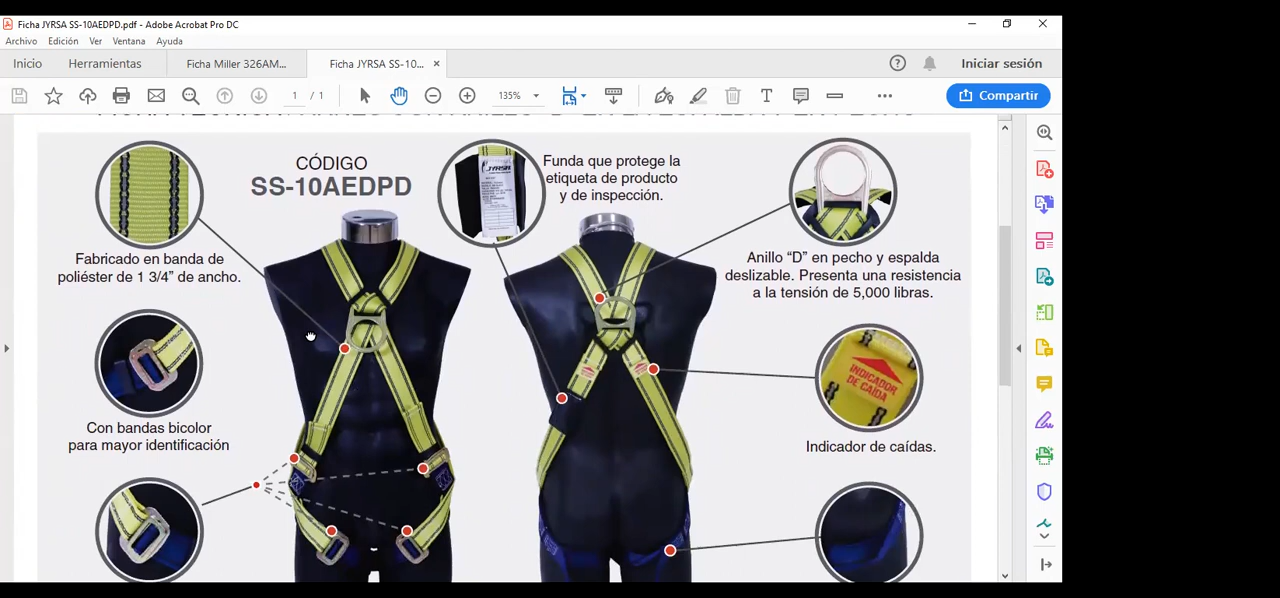 Ficha JYRSA SS-10AEDPD.pdf - Adobe Acrobat Pro DC
Archivo Edición Ver Ventana Ayuda
Inicio Herramientas Ficha Miller 326AM... Ficha JYRSA SS-10... × Iniciar sesión
1 / 1 135% Compartir
CÓDIGO
SS-10AEDPD
Fabricado en banda de
poliéster de 1 3/4” de ancho.
JYRSA
Funda que protege la
etiqueta de producto
y de inspección.
Anillo “D” en pecho y espalda
deslizable. Presenta una resistencia
a la tensión de 5,000 libras.
Con bandas bicolor
para mayor identificación
INDICADOR
DE CAÍDA
Indicador de caídas.